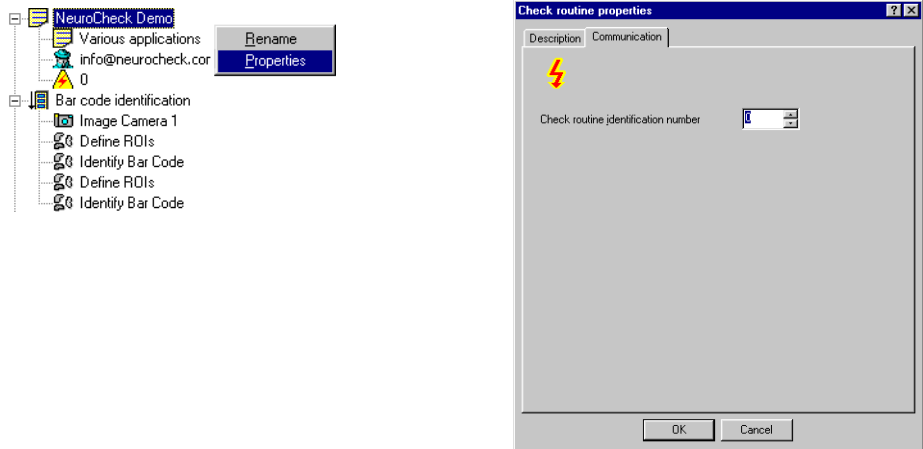 NeuroCheck Demo
Various applications
info@neurocheck.cor
0
Bar code identification
Image Camera 1
Define ROIs
Identify Bar Code
Define ROIs
Identify Bar Code
Rename
Properties
Check routine properties
Description Communication
Check routine identification number 0
OK Cancel